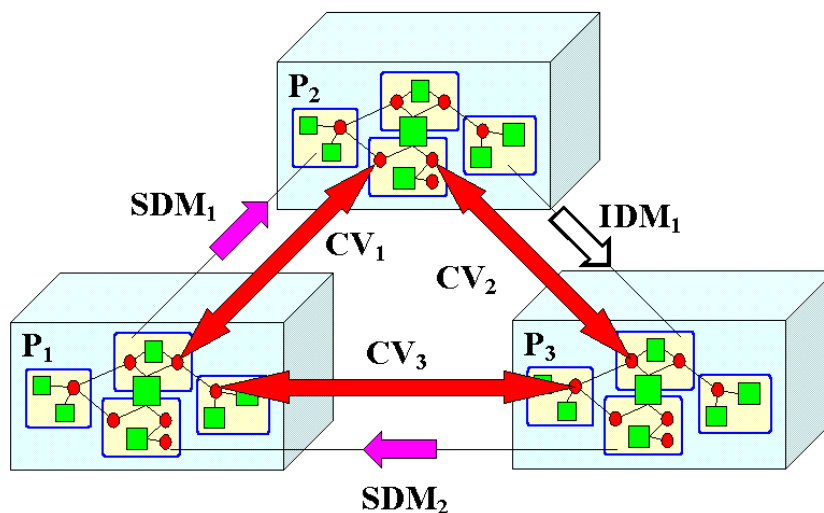 P₂
SDM₁
IDM₁
CV₁
CV₂
P₁
CV₃
P₃
SDM₂